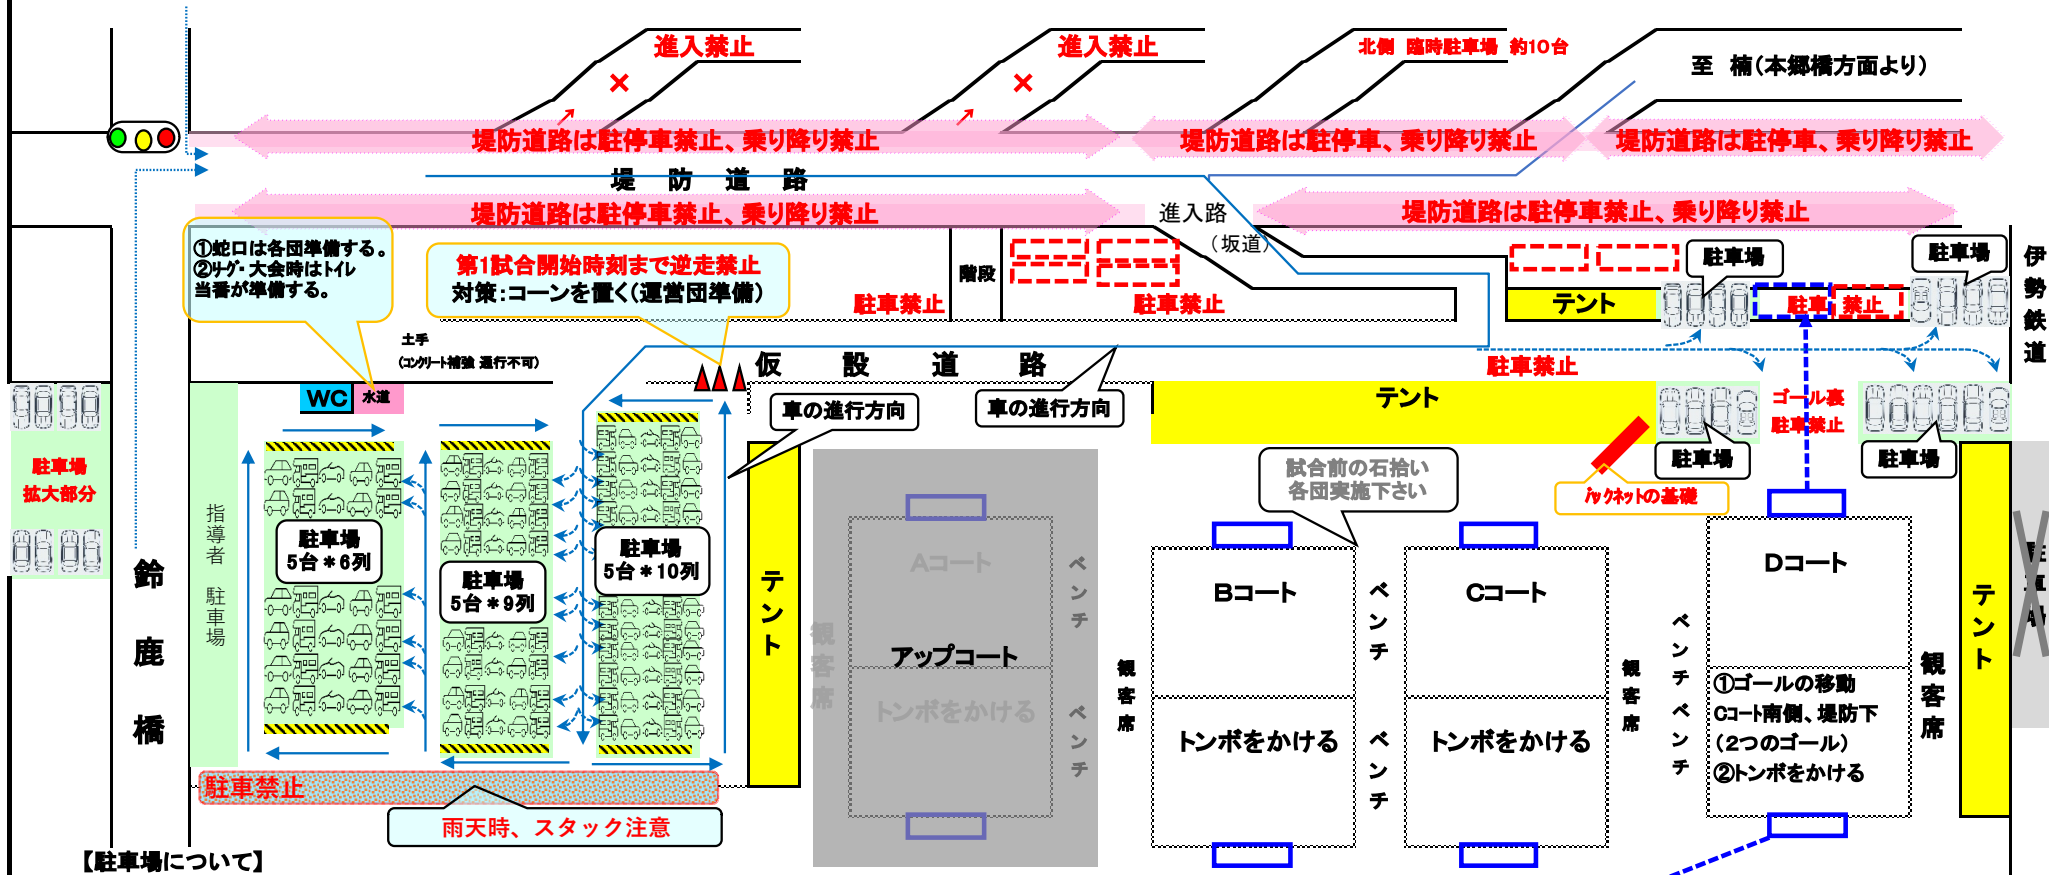 進入禁止
×
進入禁止
×
北側 臨時駐車場 約10台
至 楠(本郷橋方面より)
堤防道路は駐停車禁止、乗り降り禁止
堤防道路は駐停車禁止、乗り降り禁止
堤防道路は駐停車、乗り降り禁止
堤防道路
堤防道路は駐停車禁止、乗り降り禁止
進入路
(坂道)
堤防道路は駐停車禁止、乗り降り禁止
①蛇口は各団準備する。
②リーグ・大会時はトイレ
当番が準備する。
第1試合開始時刻まで逆走禁止
対策:コーンを置く(運営団準備)
駐車禁止
階段
駐車禁止
テント
駐車場
駐車禁止
駐車場
伊勢鉄道
土手
(コンクリート補強 通行不可)
仮設道路
駐車禁止
WC
水道
車の進行方向
車の進行方向
テント
ゴール裏
駐車禁止
駐車場
駐車場
バックネットの基礎
試合前の石拾い
各団実施下さい
駐車場
拡大部分
指導者 駐車場
駐車場
5台*6列
駐車場
5台*9列
駐車場
5台*10列
テント
鈴鹿橋
Aコート
アップコート
トンボをかける
観客席
ベンチ
ベンチ
観客席
Bコート
トンボをかける
ベンチ
ベンチ
Cコート
トンボをかける
観客席
ベンチ
ベンチ
Dコート
①ゴールの移動
Cコート南側、堤防下
(2つのゴール)
②トンボをかける
観客席
テント
駐車場
駐車禁止
雨天時、スタック注意
【駐車場について】